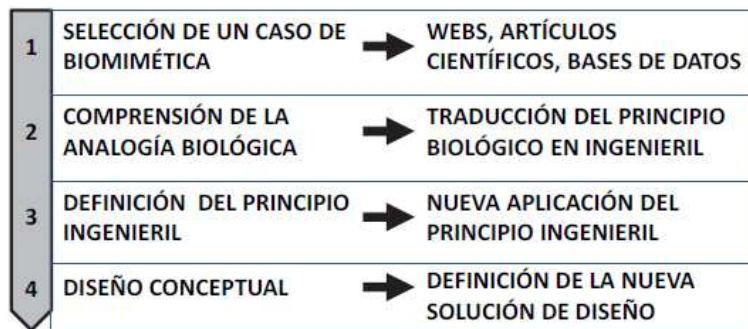 1
SELECCIÓN DE UN CASO DE
BIOMIMÉTICA
WEBS, ARTÍCULOS
CIENTÍFICOS, BASES DE DATOS
2
COMPRENSIÓN DE LA
ANALOGÍA BIOLÓGICA
TRADUCCIÓN DEL PRINCIPIO
BIOLÓGICO EN INGENIERIL
3
DEFINICIÓN DEL PRINCIPIO
INGENIERIL
NUEVA APLICACIÓN DEL
PRINCIPIO INGENIERIL
4
DISEÑO CONCEPTUAL
DEFINICIÓN DE LA NUEVA
SOLUCIÓN DE DISEÑO